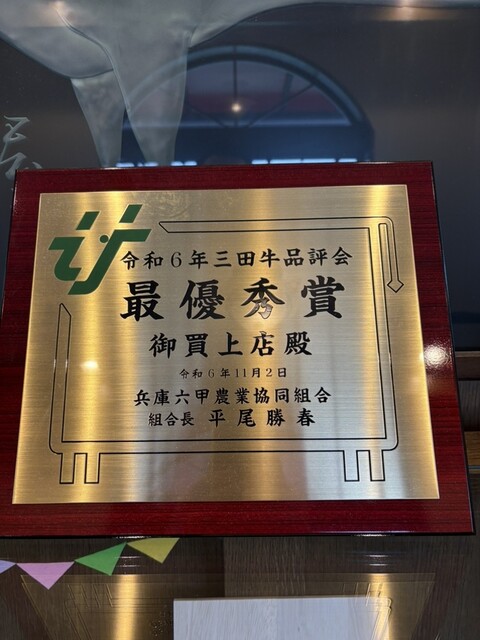 令和6年三田牛品評会
最優秀賞
御買上店殿
令和6年11月2日
兵庫六甲農業協同組合
組合長 平尾勝春